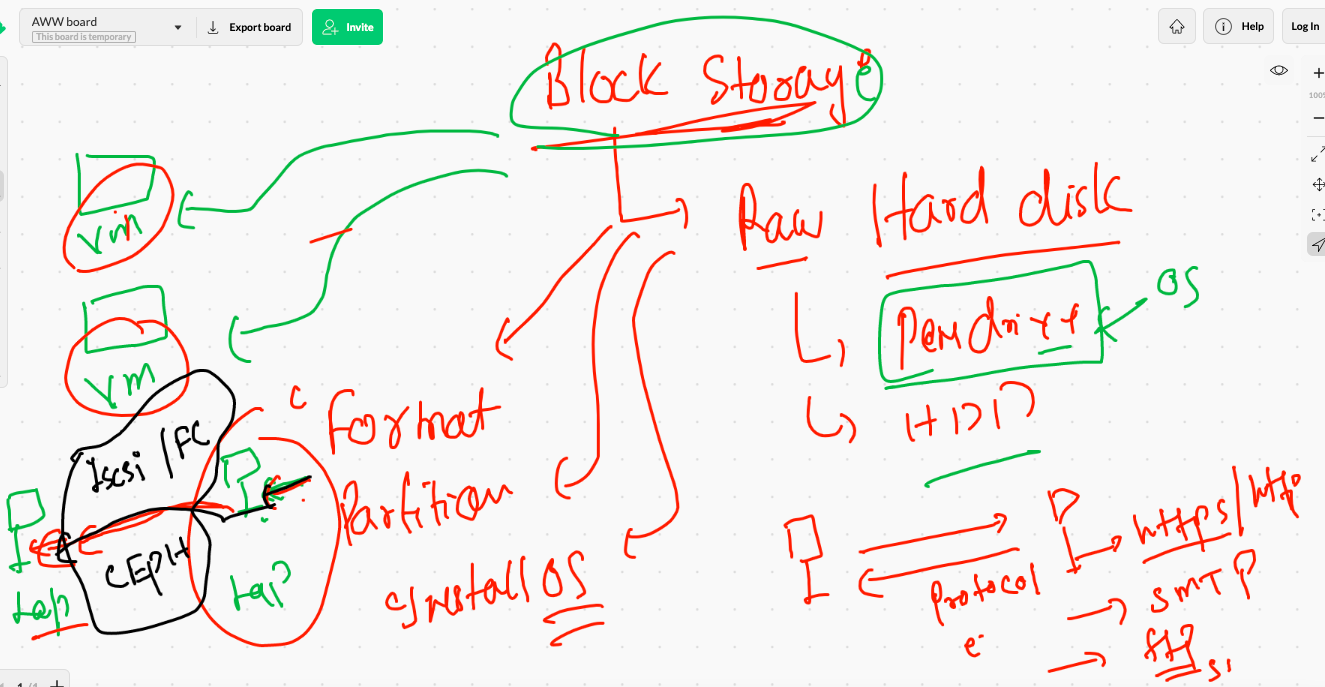 AWW board
This board is temporary
Export board
Invite
Help
Log In
100%
Block Storage
Raw Hard disk
OS
Pendrive
HDD
vm
vm
Format
Partition
Install OS
Iscsi / FC
CEPH
lap
lap
Protocol
https/http
SMTP
ftp